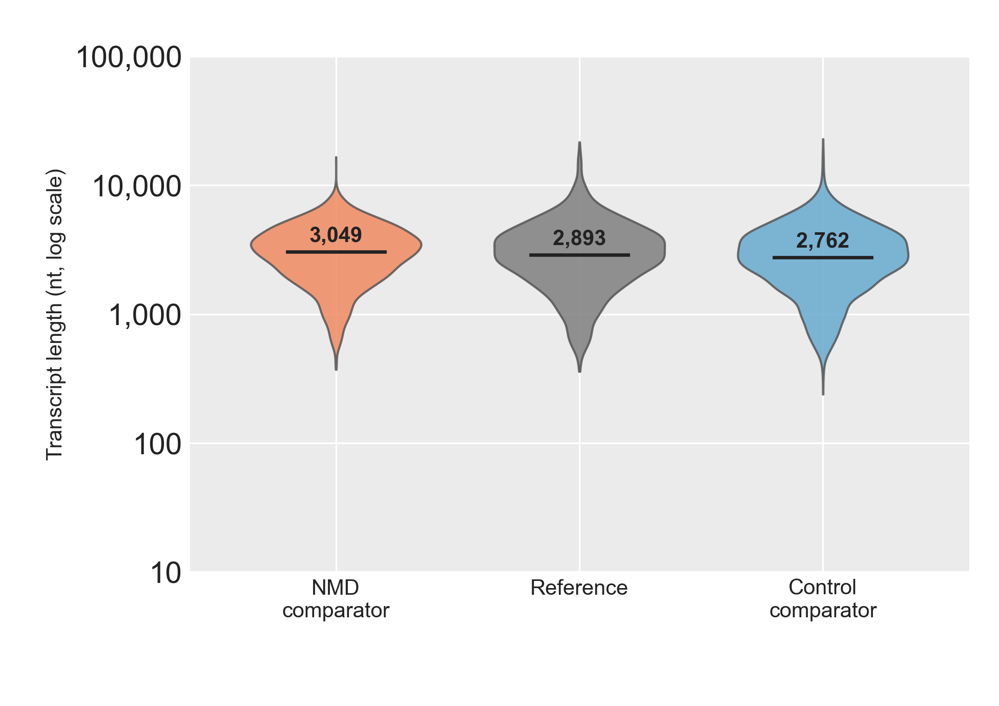 100,000
10,000
1,000
100
10
Transcript length (nt, log scale)
3,049
2,893
2,762
NMD
comparator
Reference
Control
comparator